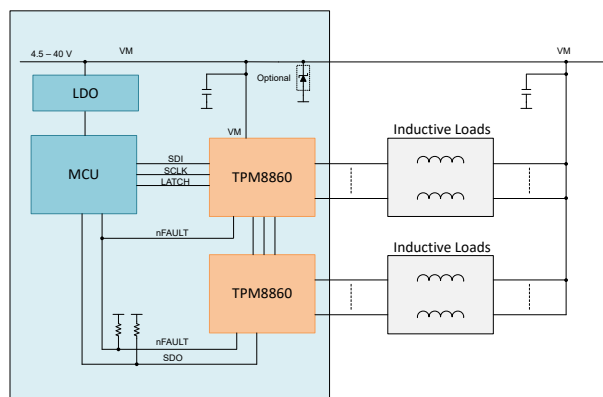 4.5 – 40 V
VM
VM
Optional
LDO
VM
Inductive Loads
MCU
SDI
SCLK
LATCH
TPM8860
nFAULT
Inductive Loads
TPM8860
nFAULT
SDO